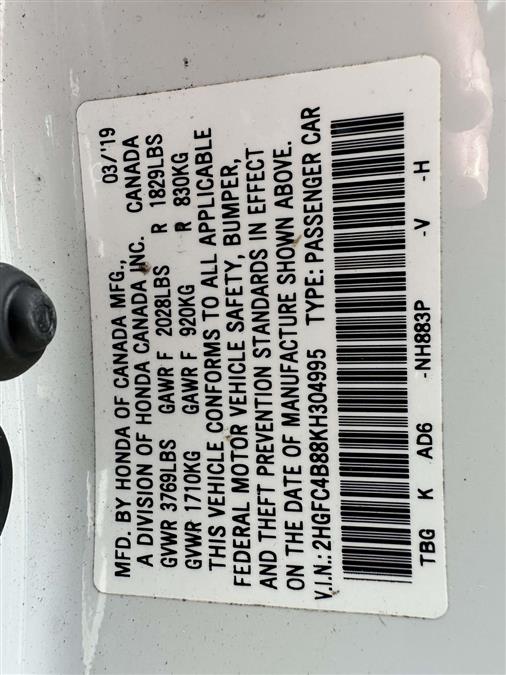 MFD. BY HONDA OF CANADA MFG., 03/'19
A DIVISION OF HONDA CANADA INC. CANADA
GVWR 3769LBS GAWR F 2028LBS R 1829LBS
GVWR 1710KG GAWR F 920KG R 830KG
THIS VEHICLE CONFORMS TO ALL APPLICABLE
FEDERAL MOTOR VEHICLE SAFETY, BUMPER,
AND THEFT PREVENTION STANDARDS IN EFFECT
ON THE DATE OF MANUFACTURE SHOWN ABOVE.
V.I.N.: 2HGFC4B88KH304995 TYPE: PASSENGER CAR
TBG K AD6 -NH883P -V -H